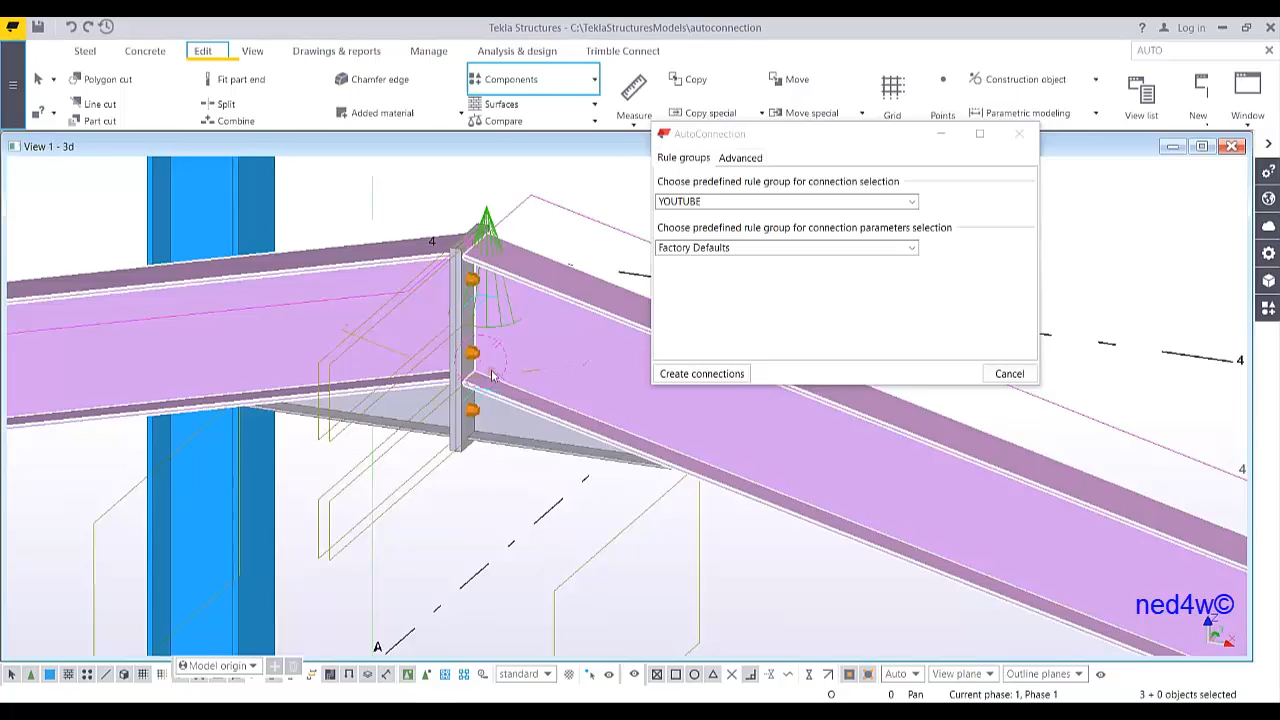 Tekla Structures - C:\TeklaStructuresModels\autoconnection
? Log in
Steel Concrete Edit View Drawings & reports Manage Analysis & design Trimble Connect AUTO
Polygon cut Fit part end Chamfer edge Components Copy Move Construction object
Line cut Split Added material Surfaces
Part cut Combine Compare Measure Copy special Move special Grid Points Parametric modeling View list New Window
View 1 - 3d
AutoConnection
Rule groups Advanced
Choose predefined rule group for connection selection
YOUTUBE
Choose predefined rule group for connection parameters selection
Factory Defaults
Create connections Cancel
4
4
4
A
ned4w©
Model origin standard Auto View plane Outline planes
O 0 Pan Current phase: 1, Phase 1 3 + 0 objects selected